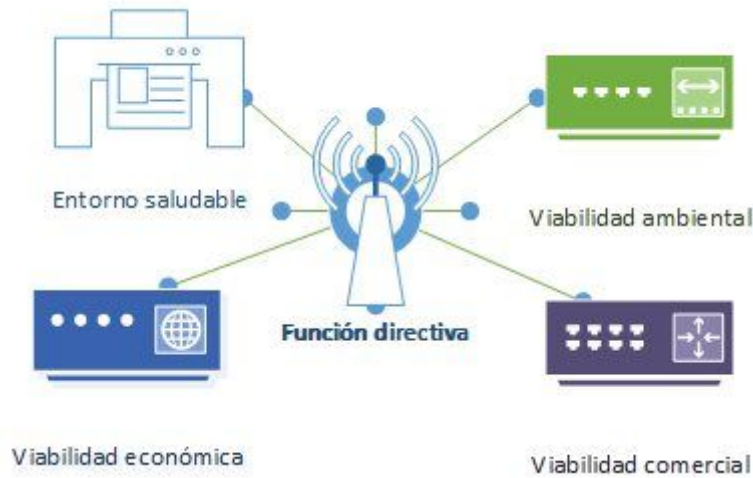 Entorno saludable
Viabilidad ambiental
Función directiva
Viabilidad económica
Viabilidad comercial